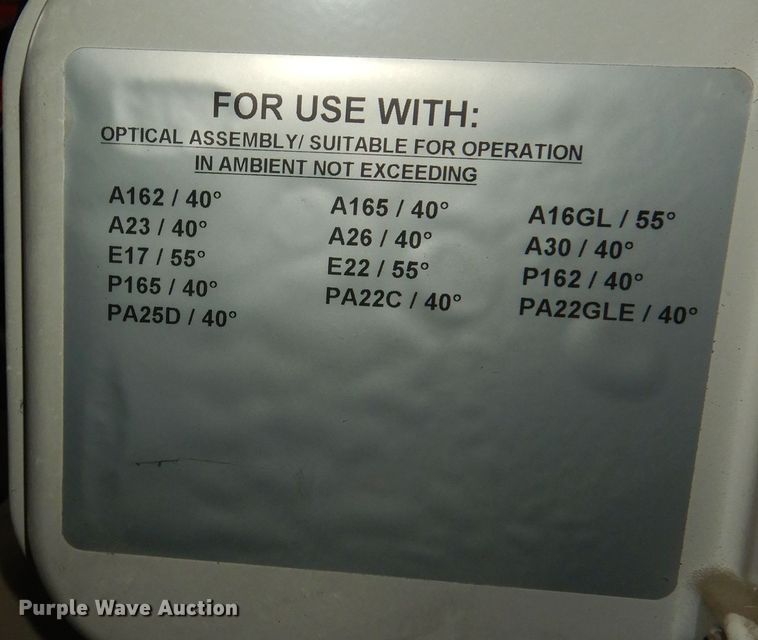 FOR USE WITH:
OPTICAL ASSEMBLY/ SUITABLE FOR OPERATION
IN AMBIENT NOT EXCEEDING
A162 / 40° A165 / 40° A16GL / 55°
A23 / 40° A26 / 40° A30 / 40°
E17 / 55° E22 / 55° P162 / 40°
P165 / 40° PA22C / 40° PA22GLE / 40°
PA25D / 40°
Purple Wave Auction